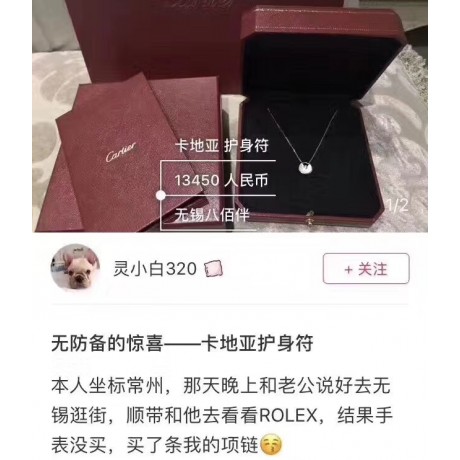 Cartier
Cartier
卡地亚 护身符
13450 人民币
无锡八佰伴
1/2
灵小白320
+ 关注
无防备的惊喜——卡地亚护身符
本人坐标常州，那天晚上和老公说好去无
锡逛街，顺带和他去看看ROLEX，结果手
表没买，买了条我的项链